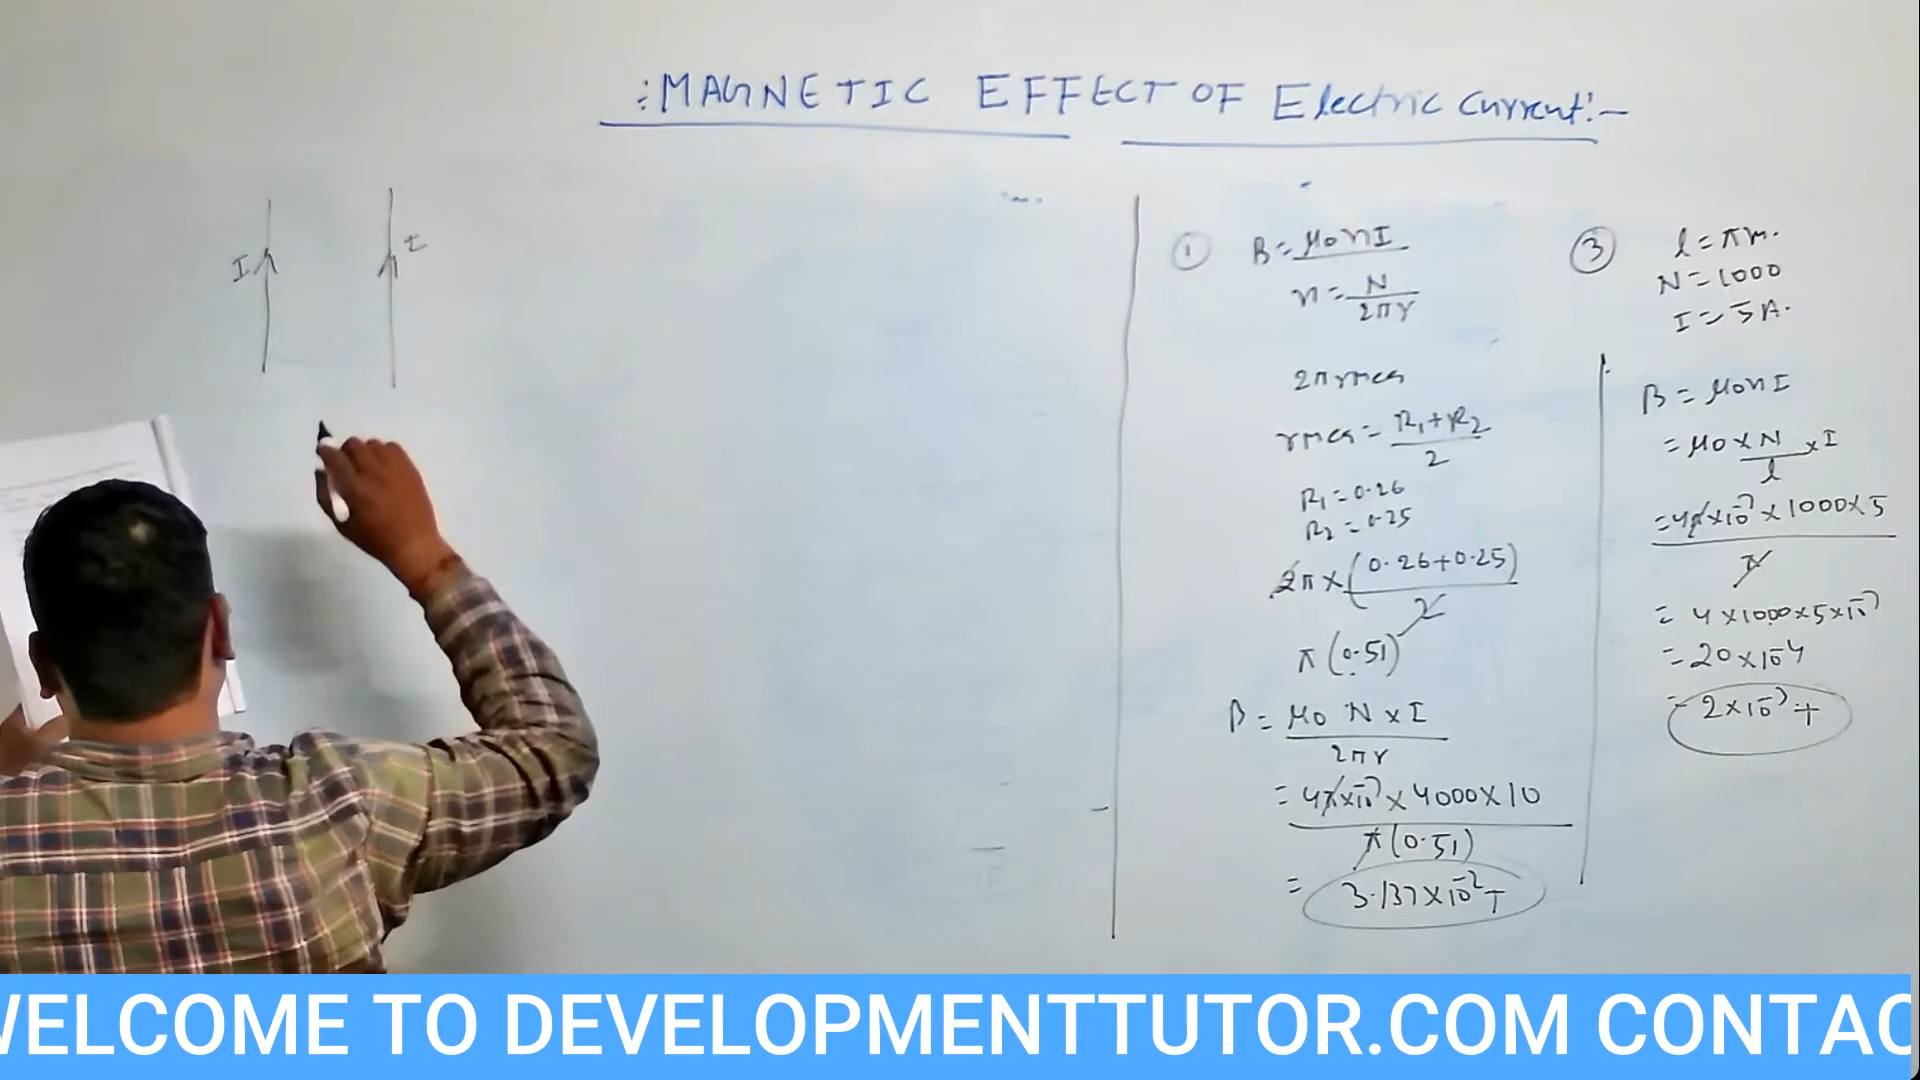 :MAGNETIC EFFECT OF Electric Current:-
I
I
① B = μ0nI
n = N
2πr
2πrmea
rmea = R1+R2
2
R1 = 0.26
R2 = 0.25
2π × (0.26+0.25)
2
π(0.51)
B = μ0 N × I
2πr
= 4π×10^-7 × 4000 × 10
π(0.51)
= 3.137×10^-2 T
③ l = πm.
N = 1000
I = 5A.
B = μ0nI
= μ0 × N × I
l
= 4π×10^-7 × 1000 × 5
π
= 4 × 1000 × 5 × 10^-7
= 20 × 10^-4
= 2 × 10^-3 T
WELCOME TO DEVELOPMENTTUTOR.COM CONTAC